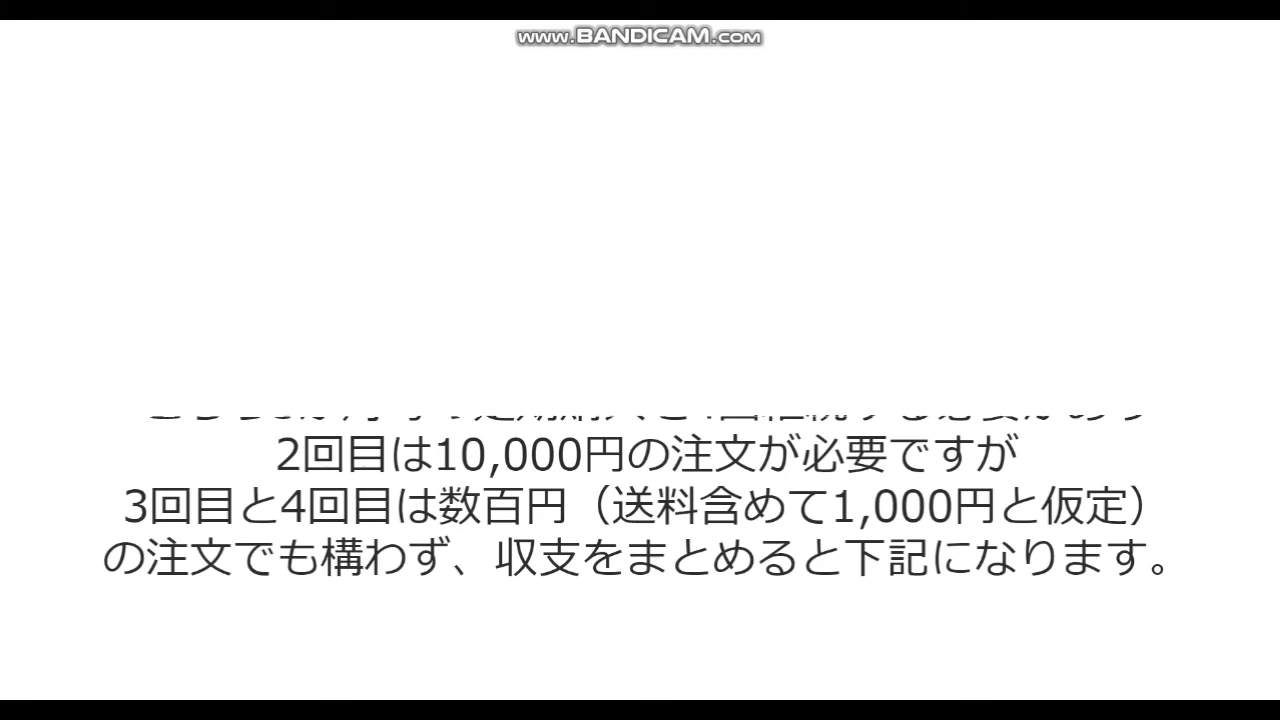 www.BANDICAM.com
2回目は10,000円の注文が必要ですが
3回目と4回目は数百円（送料含めて1,000円と仮定）
の注文でも構わず、収支をまとめると下記になります。